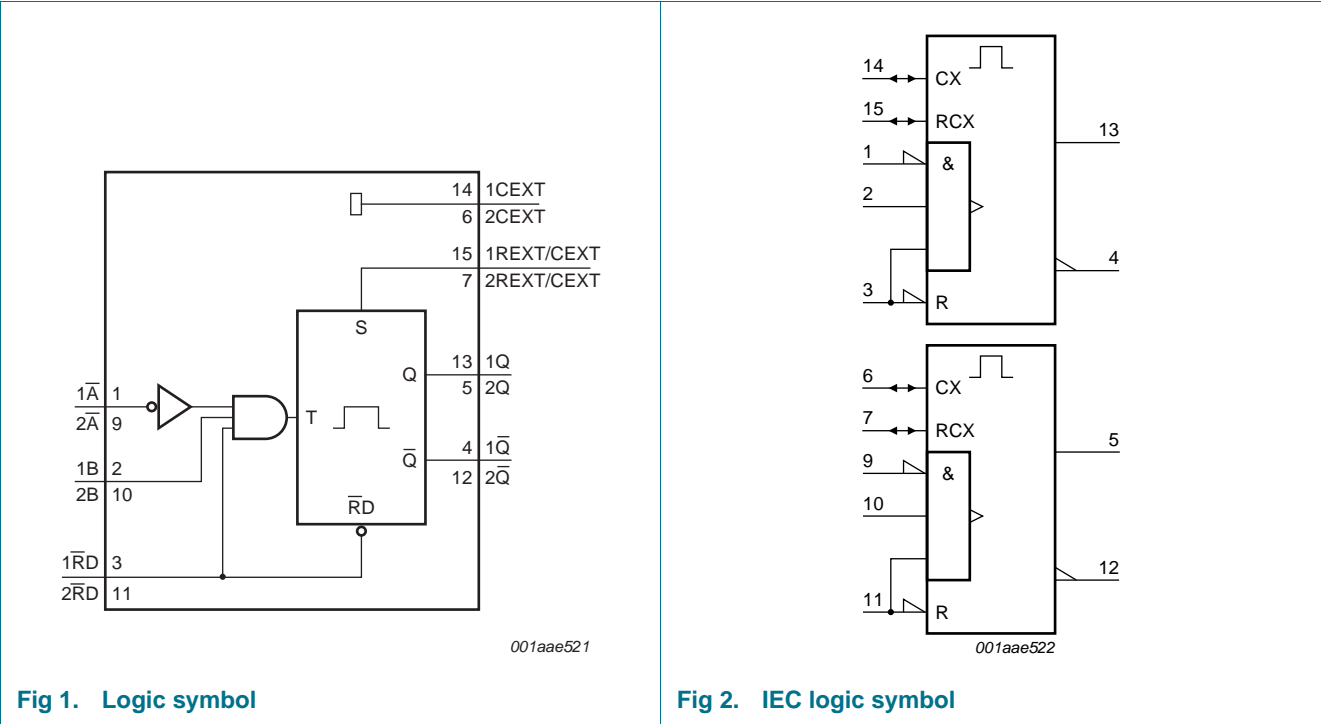 14 1CEXT
6 2CEXT
15 1REXT/CEXT
7 2REXT/CEXT
S
Q 13 1Q
5 2Q
1A̅ 1
2A̅ 9
T
Q̅ 4 1Q̅
12 2Q̅
1B 2
2B 10
R̅D
1R̅D 3
2R̅D 11
001aae521
Fig 1. Logic symbol
14 CX
15 RCX
13
1 &
2
4
3 R
6 CX
7 RCX
5
9 &
10
12
11 R
001aae522
Fig 2. IEC logic symbol